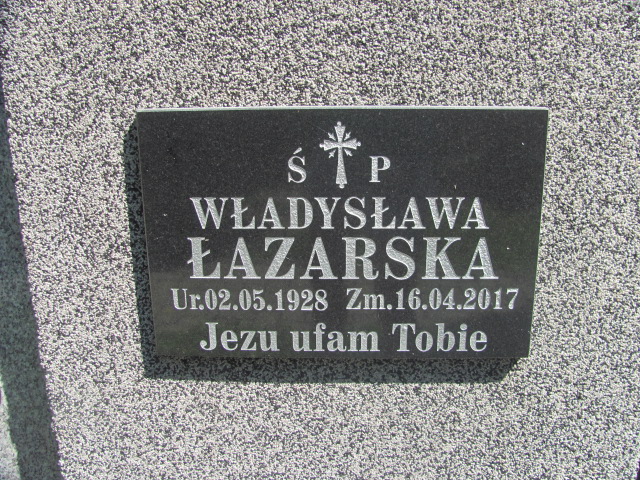 Ś P
WŁADYSŁAWA
ŁAZARSKA
Ur.02.05.1928 Zm.16.04.2017
Jezu ufam Tobie